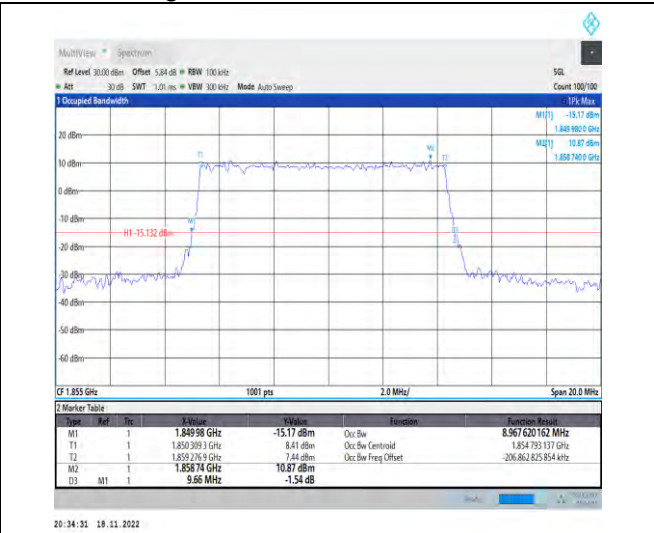 MultiView Spectrum
Ref Level 30.00 dBm Offset 5.84 dB RBW 100 kHz SGL
Att 30 dB SWT 1.01 ms VBW 300 kHz Mode Auto Sweep Count 100/100
1 Occupied Bandwidth 1Pk Max
M1[1] -15.17 dBm
1.849 980 0 GHz
M2[1] 10.87 dBm
1.858 740 0 GHz
20 dBm
M2
T1 T2
10 dBm
0 dBm
-10 dBm
M1
H1 -15.132 dBm
D3
-20 dBm
-30 dBm
-40 dBm
-50 dBm
-60 dBm
CF 1.855 GHz 1001 pts 2.0 MHz/ Span 20.0 MHz
2 Marker Table
Type Ref Trc X-Value Y-Value Function Function Result
M1 1 1.849 98 GHz -15.17 dBm Occ Bw 8.967 620 162 MHz
T1 1 1.850 309 3 GHz 8.41 dBm Occ Bw Centroid 1.854 793 137 GHz
T2 1 1.859 276 9 GHz 7.44 dBm Occ Bw Freq Offset -206.862 825 854 kHz
M2 1 1.858 74 GHz 10.87 dBm
D3 M1 1 9.66 MHz -1.54 dB
20:34:31 18.11.2022